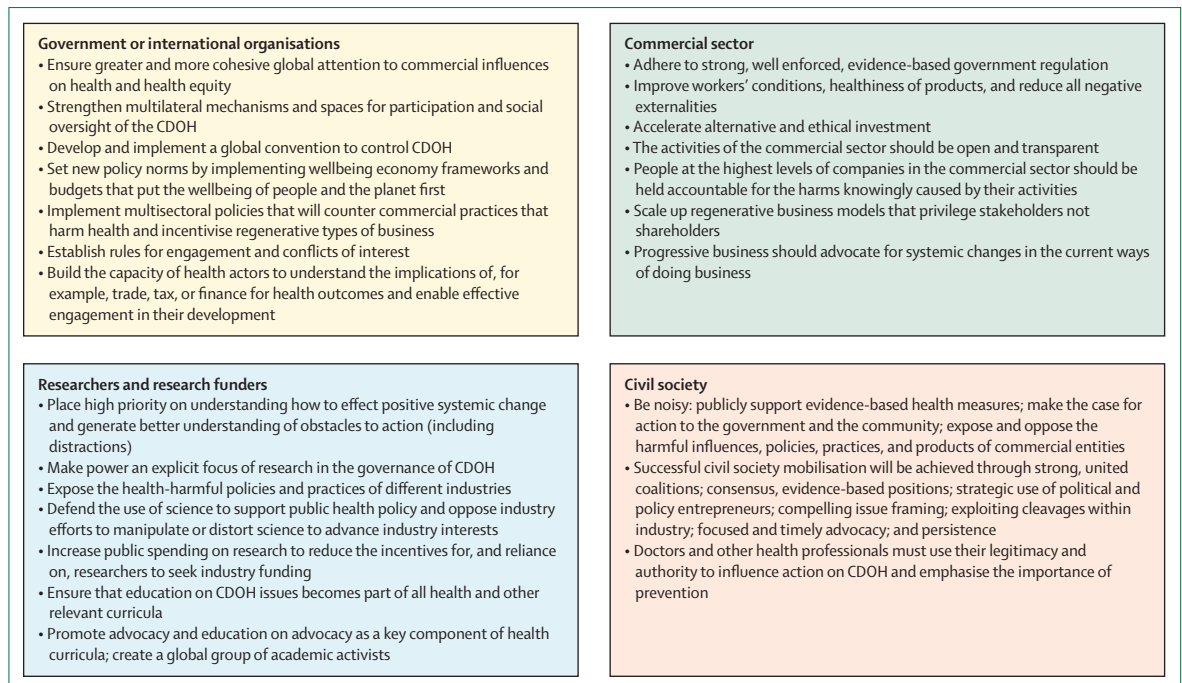 Government or international organisations
• Ensure greater and more cohesive global attention to commercial influences
on health and health equity
• Strengthen multilateral mechanisms and spaces for participation and social
oversight of the CDOH
• Develop and implement a global convention to control CDOH
• Set new policy norms by implementing wellbeing economy frameworks and
budgets that put the wellbeing of people and the planet first
• Implement multisectoral policies that will counter commercial practices that
harm health and incentivise regenerative types of business
• Establish rules for engagement and conflicts of interest
• Build the capacity of health actors to understand the implications of, for
example, trade, tax, or finance for health outcomes and enable effective
engagement in their development
Commercial sector
• Adhere to strong, well enforced, evidence-based government regulation
• Improve workers’ conditions, healthiness of products, and reduce all negative
externalities
• Accelerate alternative and ethical investment
• The activities of the commercial sector should be open and transparent
• People at the highest levels of companies in the commercial sector should be
held accountable for the harms knowingly caused by their activities
• Scale up regenerative business models that privilege stakeholders not
shareholders
• Progressive business should advocate for systemic changes in the current ways
of doing business
Researchers and research funders
• Place high priority on understanding how to effect positive systemic change
and generate better understanding of obstacles to action (including
distractions)
• Make power an explicit focus of research in the governance of CDOH
• Expose the health-harmful policies and practices of different industries
• Defend the use of science to support public health policy and oppose industry
efforts to manipulate or distort science to advance industry interests
• Increase public spending on research to reduce the incentives for, and reliance
on, researchers to seek industry funding
• Ensure that education on CDOH issues becomes part of all health and other
relevant curricula
• Promote advocacy and education on advocacy as a key component of health
curricula; create a global group of academic activists
Civil society
• Be noisy: publicly support evidence-based health measures; make the case for
action to the government and the community; expose and oppose the
harmful influences, policies, practices, and products of commercial entities
• Successful civil society mobilisation will be achieved through strong, united
coalitions; consensus, evidence-based positions; strategic use of political and
policy entrepreneurs; compelling issue framing; exploiting cleavages within
industry; focused and timely advocacy; and persistence
• Doctors and other health professionals must use their legitimacy and
authority to influence action on CDOH and emphasise the importance of
prevention